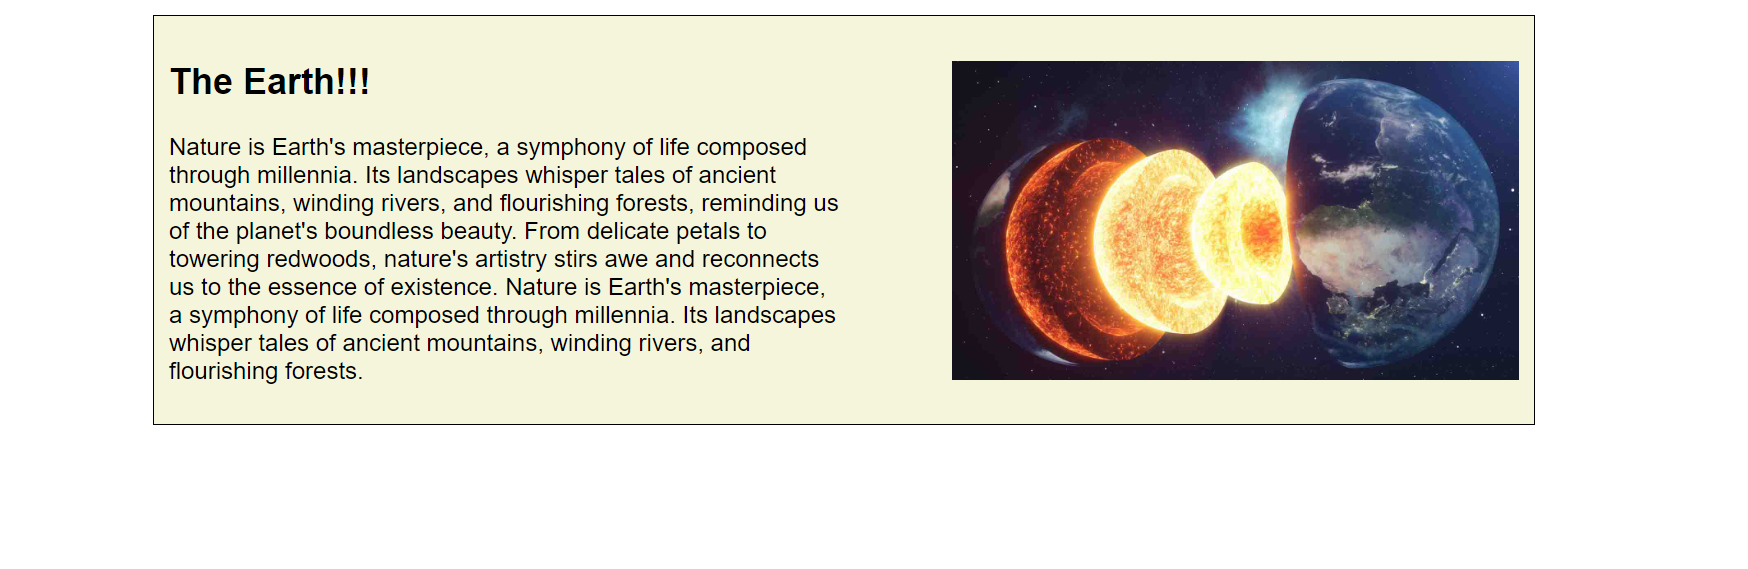 The Earth!!!
Nature is Earth's masterpiece, a symphony of life composed
through millennia. Its landscapes whisper tales of ancient
mountains, winding rivers, and flourishing forests, reminding us
of the planet's boundless beauty. From delicate petals to
towering redwoods, nature's artistry stirs awe and reconnects
us to the essence of existence. Nature is Earth's masterpiece,
a symphony of life composed through millennia. Its landscapes
whisper tales of ancient mountains, winding rivers, and
flourishing forests.